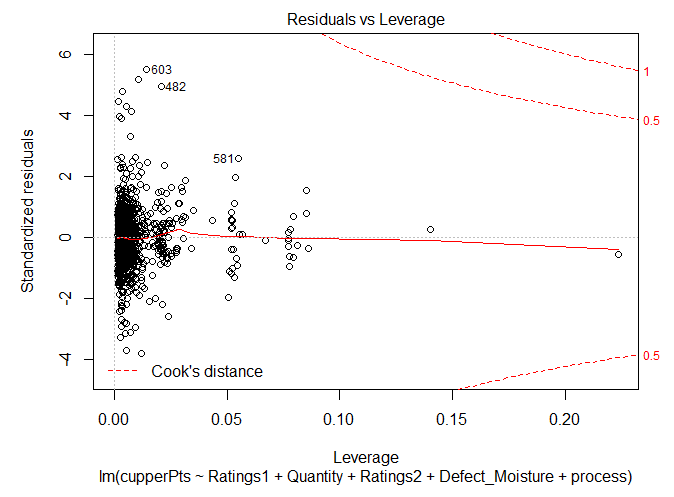 Residuals vs Leverage
Standardized residuals
6
4
2
0
-2
-4
603
482
581
1
0.5
0.5
Cook's distance
0.00 0.05 0.10 0.15 0.20
Leverage
lm(cupperPts ~ Ratings1 + Quantity + Ratings2 + Defect_Moisture + process)